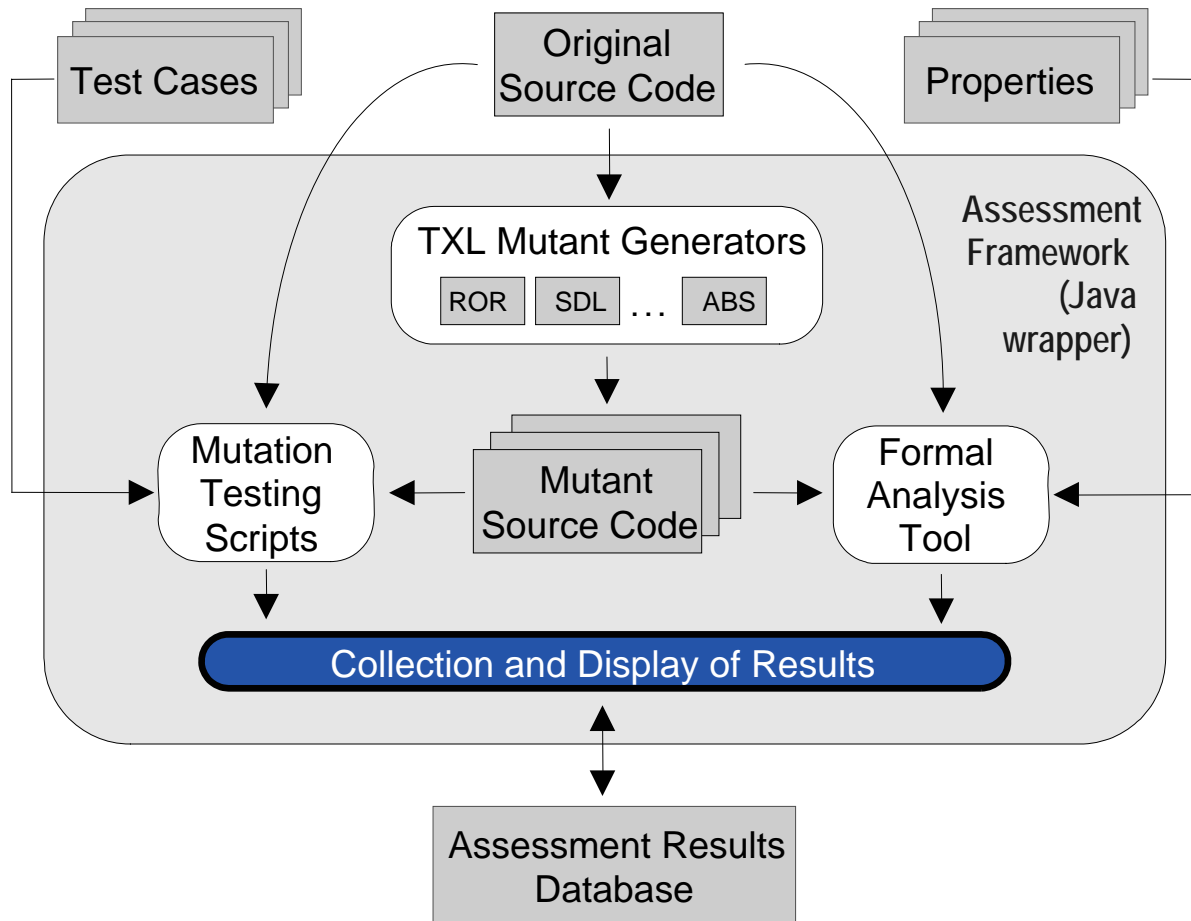 Test Cases
Original
Source Code
Properties
Assessment
Framework
(Java
wrapper)
TXL Mutant Generators
ROR
SDL
...
ABS
Mutation
Testing
Scripts
Mutant
Source Code
Formal
Analysis
Tool
Collection and Display of Results
Assessment Results
Database